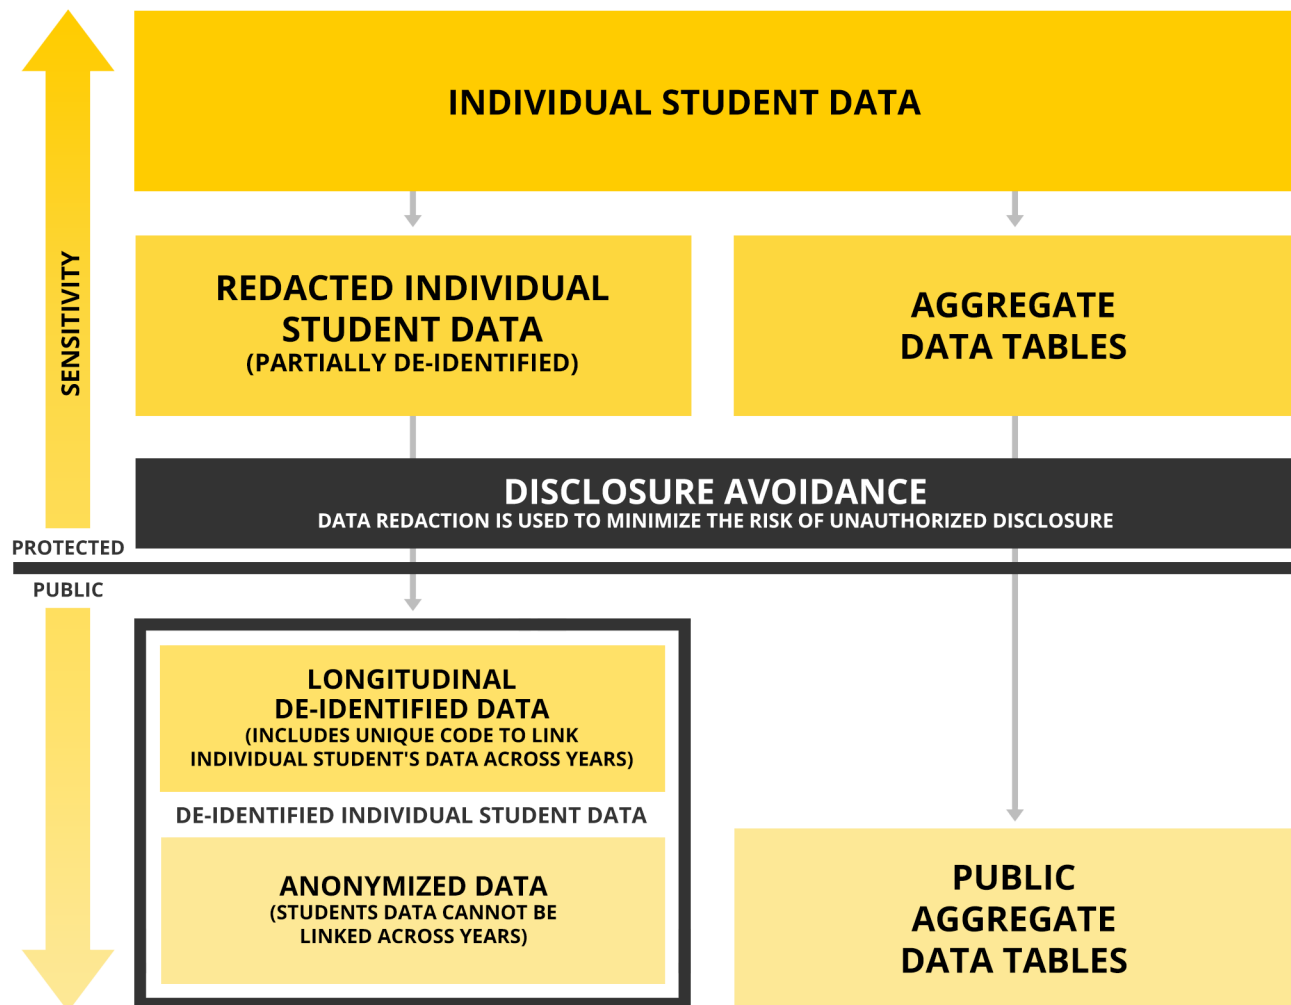 INDIVIDUAL STUDENT DATA
SENSITIVITY
REDACTED INDIVIDUAL
STUDENT DATA
(PARTIALLY DE-IDENTIFIED)
AGGREGATE
DATA TABLES
DISCLOSURE AVOIDANCE
DATA REDACTION IS USED TO MINIMIZE THE RISK OF UNAUTHORIZED DISCLOSURE
PROTECTED
PUBLIC
LONGITUDINAL
DE-IDENTIFIED DATA
(INCLUDES UNIQUE CODE TO LINK
INDIVIDUAL STUDENT'S DATA ACROSS YEARS)
DE-IDENTIFIED INDIVIDUAL STUDENT DATA
ANONYMIZED DATA
(STUDENTS DATA CANNOT BE
LINKED ACROSS YEARS)
PUBLIC
AGGREGATE
DATA TABLES